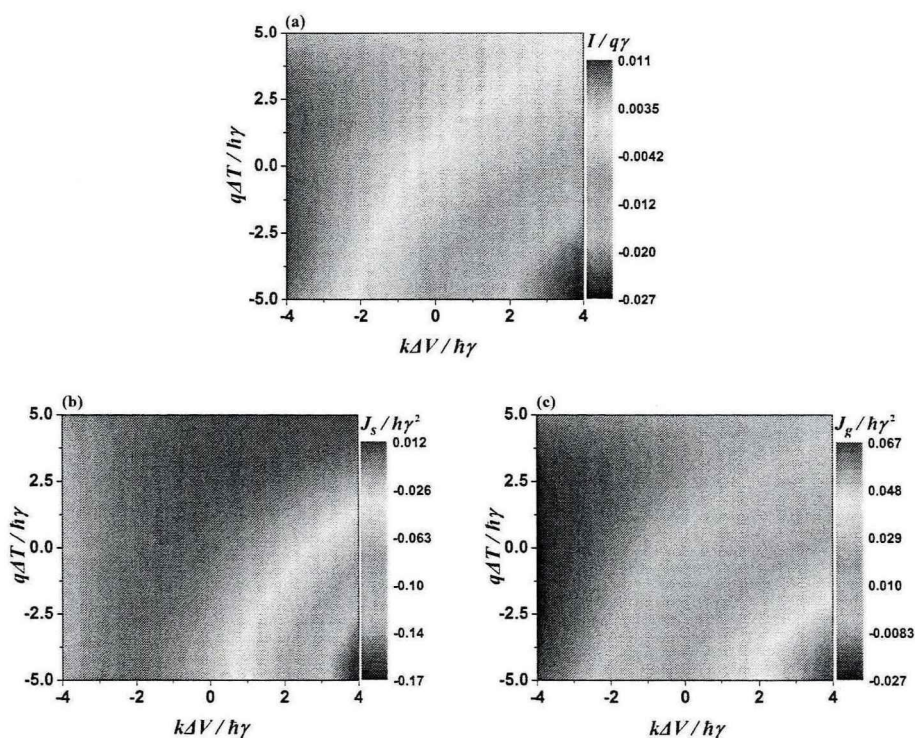 (a)
I / qγ
5.0
2.5
0.0
-2.5
-5.0
qΔT / ħγ
-4 -2 0 2 4
kΔV / ħγ
0.011
0.0035
-0.0042
-0.012
-0.020
-0.027
(b)
J_s / ħγ²
5.0
2.5
0.0
-2.5
-5.0
qΔT / ħγ
-4 -2 0 2 4
kΔV / ħγ
0.012
-0.026
-0.063
-0.10
-0.14
-0.17
(c)
J_g / ħγ²
5.0
2.5
0.0
-2.5
-5.0
qΔT / ħγ
-4 -2 0 2 4
kΔV / ħγ
0.067
0.048
0.029
0.010
-0.0083
-0.027